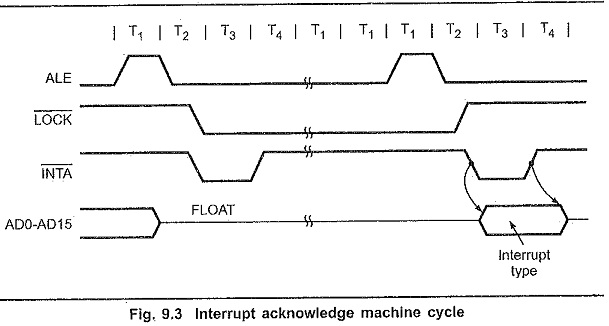 | T₁ | T₂ | T₃ | T₄ | T₁ | T₁ | T₁ | T₂ | T₃ | T₄ |
ALE
LOCK
INTA
FLOAT
AD0-AD15
Interrupt
type
Fig. 9.3 Interrupt acknowledge machine cycle